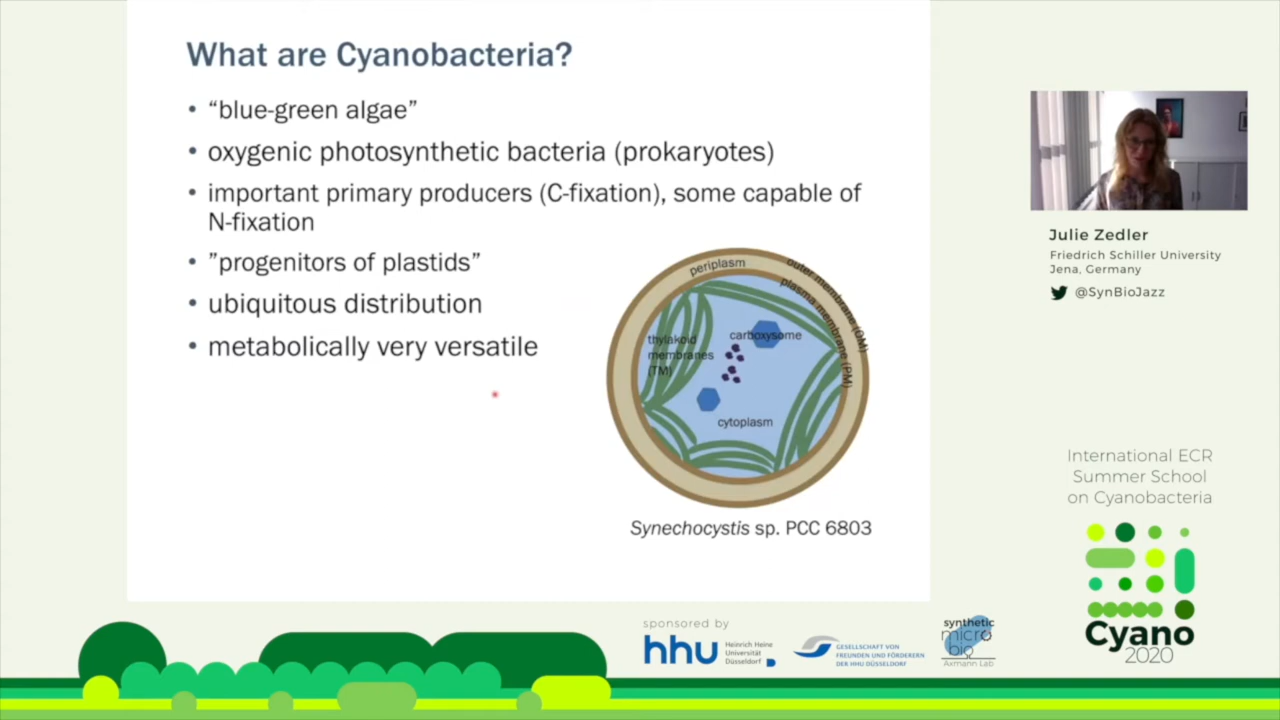 What are Cyanobacteria?
• “blue-green algae”
• oxygenic photosynthetic bacteria (prokaryotes)
• important primary producers (C-fixation), some capable of
N-fixation
• ”progenitors of plastids”
• ubiquitous distribution
• metabolically very versatile
periplasm
outer membrane (OM)
plasma membrane (PM)
thylakoid
membranes
(TM)
carboxysome
cytoplasm
Synechocystis sp. PCC 6803
Julie Zedler
Friedrich Schiller University
Jena, Germany
@SynBioJazz
International ECR
Summer School
on Cyanobacteria
Cyano
2020
sponsored by
hhu
Heinrich Heine
Universität
Düsseldorf
GESELLSCHAFT VON
FREUNDEN UND FÖRDERERN
DER HHU DÜSSELDORF
synthetic
micro
bio
Axmann Lab